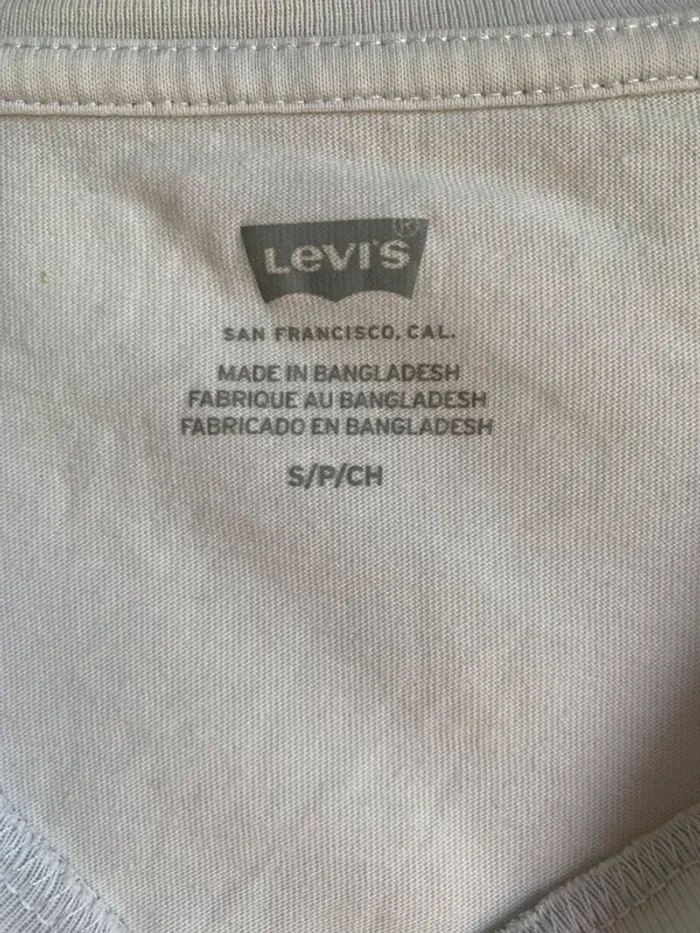 LEVI'S ®
SAN FRANCISCO, CAL.
MADE IN BANGLADESH
FABRIQUE AU BANGLADESH
FABRICADO EN BANGLADESH
S/P/CH